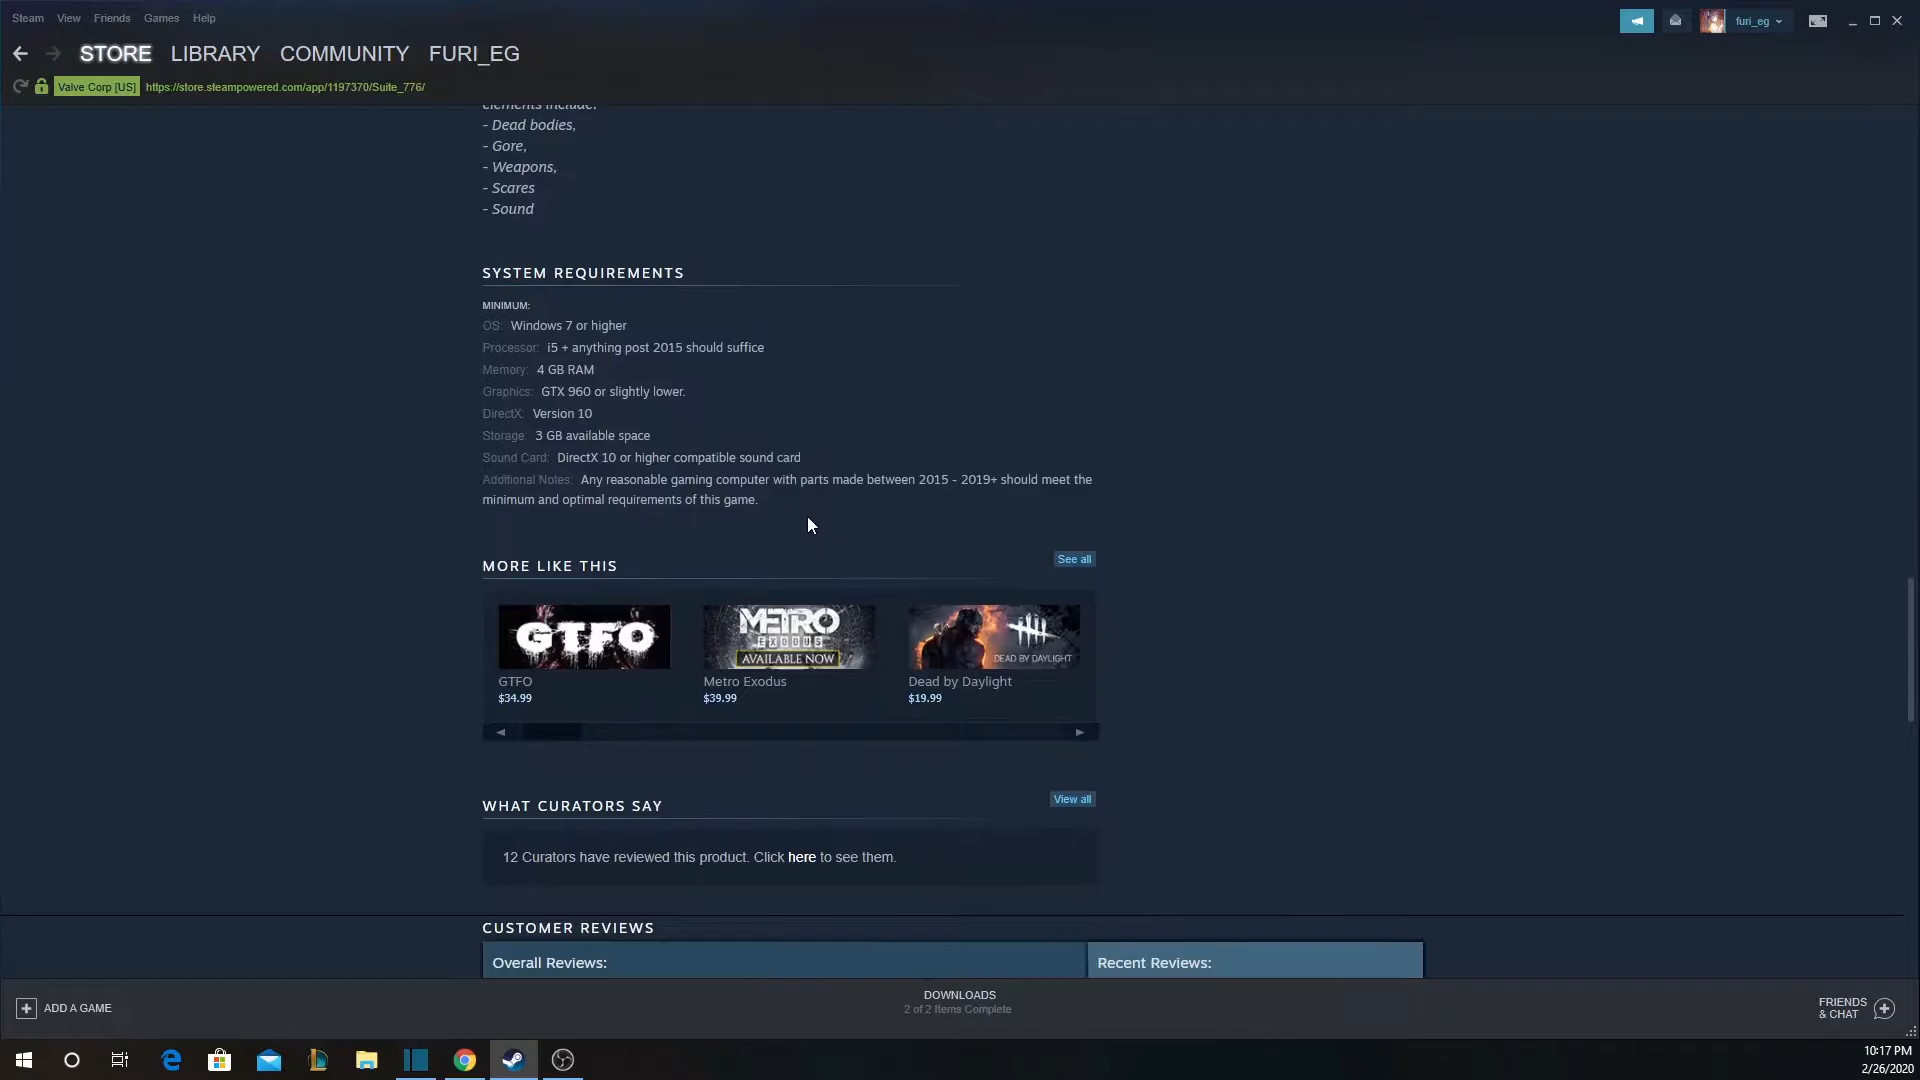 Steam View Friends Games Help
furi_eg
STORE LIBRARY COMMUNITY FURI_EG
Valve Corp [US] https://store.steampowered.com/app/1197370/Suite_776/
elements include:
- Dead bodies,
- Gore,
- Weapons,
- Scares
- Sound
SYSTEM REQUIREMENTS
MINIMUM:
OS: Windows 7 or higher
Processor: i5 + anything post 2015 should suffice
Memory: 4 GB RAM
Graphics: GTX 960 or slightly lower.
DirectX: Version 10
Storage: 3 GB available space
Sound Card: DirectX 10 or higher compatible sound card
Additional Notes: Any reasonable gaming computer with parts made between 2015 - 2019+ should meet the
minimum and optimal requirements of this game.
MORE LIKE THIS
See all
GTFO
METRO
EXODUS
AVAILABLE NOW
DEAD BY DAYLIGHT
GTFO
$34.99
Metro Exodus
$39.99
Dead by Daylight
$19.99
WHAT CURATORS SAY
View all
12 Curators have reviewed this product. Click here to see them.
CUSTOMER REVIEWS
Overall Reviews:
Recent Reviews:
ADD A GAME
DOWNLOADS
2 of 2 Items Complete
FRIENDS
& CHAT
10:17 PM
2/26/2020